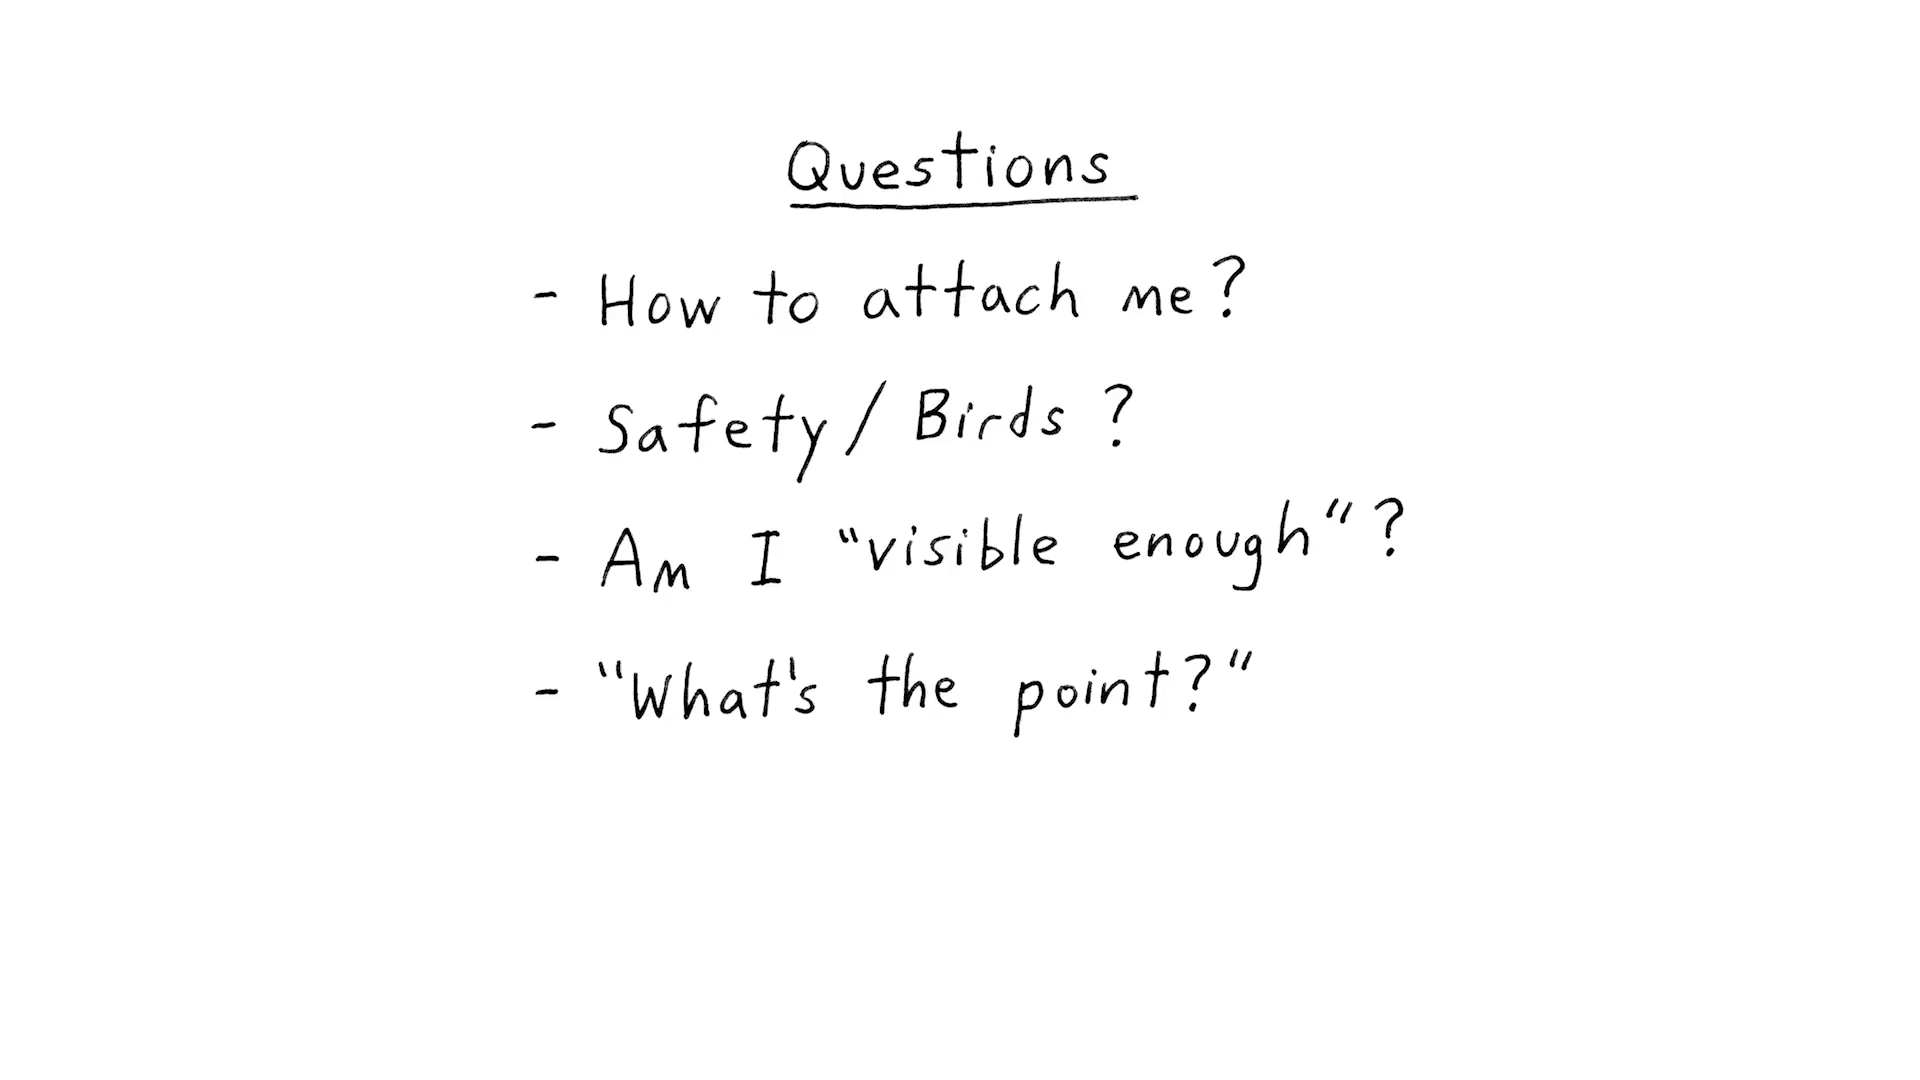 Questions
- How to attach me?
- Safety / Birds ?
- Am I "visible enough"?
- "What's the point?"